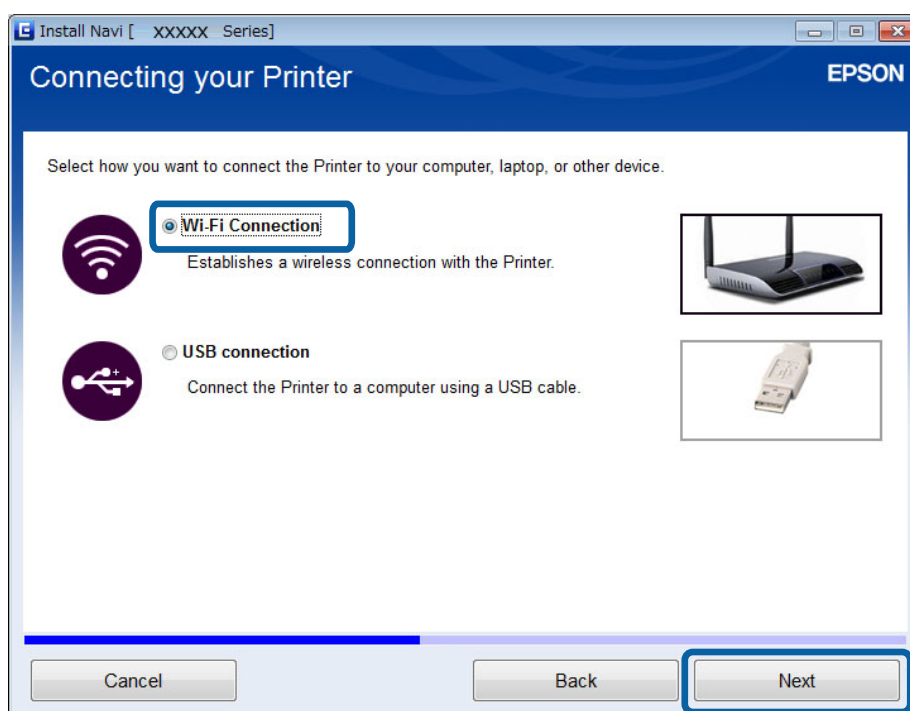 Install Navi [ XXXXX Series]
Connecting your Printer
EPSON
Select how you want to connect the Printer to your computer, laptop, or other device.
Wi-Fi Connection
Establishes a wireless connection with the Printer.
USB connection
Connect the Printer to a computer using a USB cable.
Cancel
Back
Next